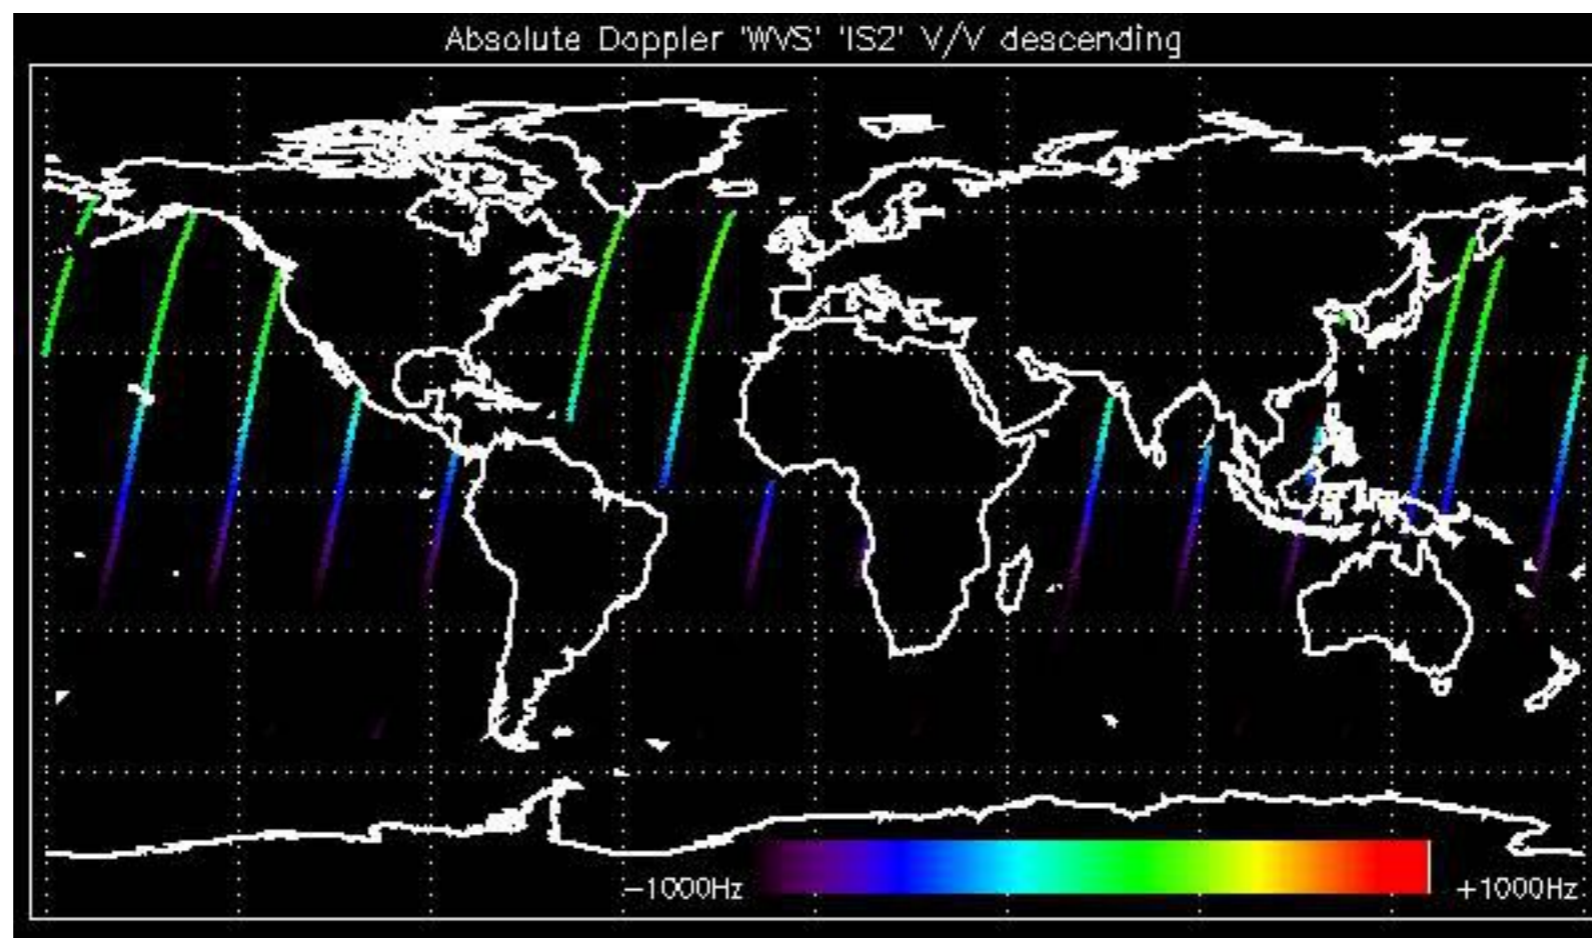 Absolute Doppler 'WVS' 'IS2' V/V descending
−1000Hz
+1000Hz